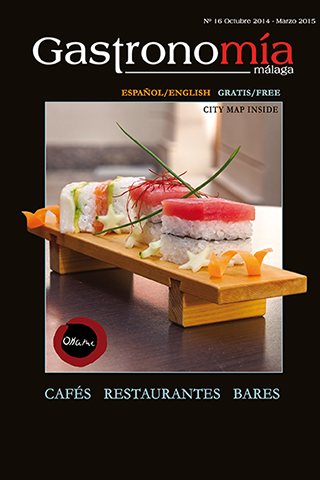 Nº 16 Octubre 2014 - Marzo 2015
Gastronomía
málaga
ESPAÑOL/ENGLISH GRATIS/FREE
CITY MAP INSIDE
CAFÉS RESTAURANTES BARES